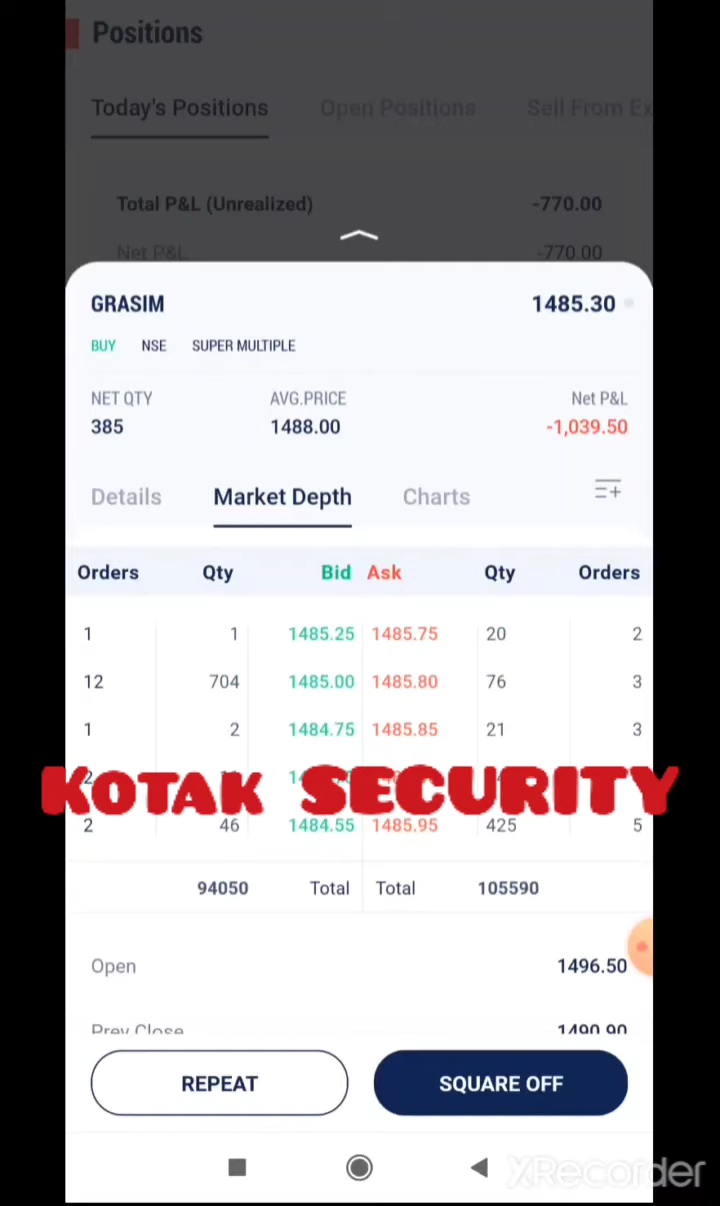 Positions
Today's Positions Open Positions Sell From Ex
Total P&L (Unrealized) -770.00
Net P&L -770.00
GRASIM 1485.30
BUY NSE SUPER MULTIPLE
NET QTY AVG.PRICE Net P&L
385 1488.00 -1,039.50
Details Market Depth Charts
Orders Qty Bid Ask Qty Orders
1 1 1485.25 1485.75 20 2
12 704 1485.00 1485.80 76 3
1 2 1484.75 1485.85 21 3
2
KOTAK SECURITY
2 46 1484.55 1485.95 425 5
94050 Total Total 105590
Open 1496.50
Prev Close 1490.90
REPEAT SQUARE OFF
XRecorder